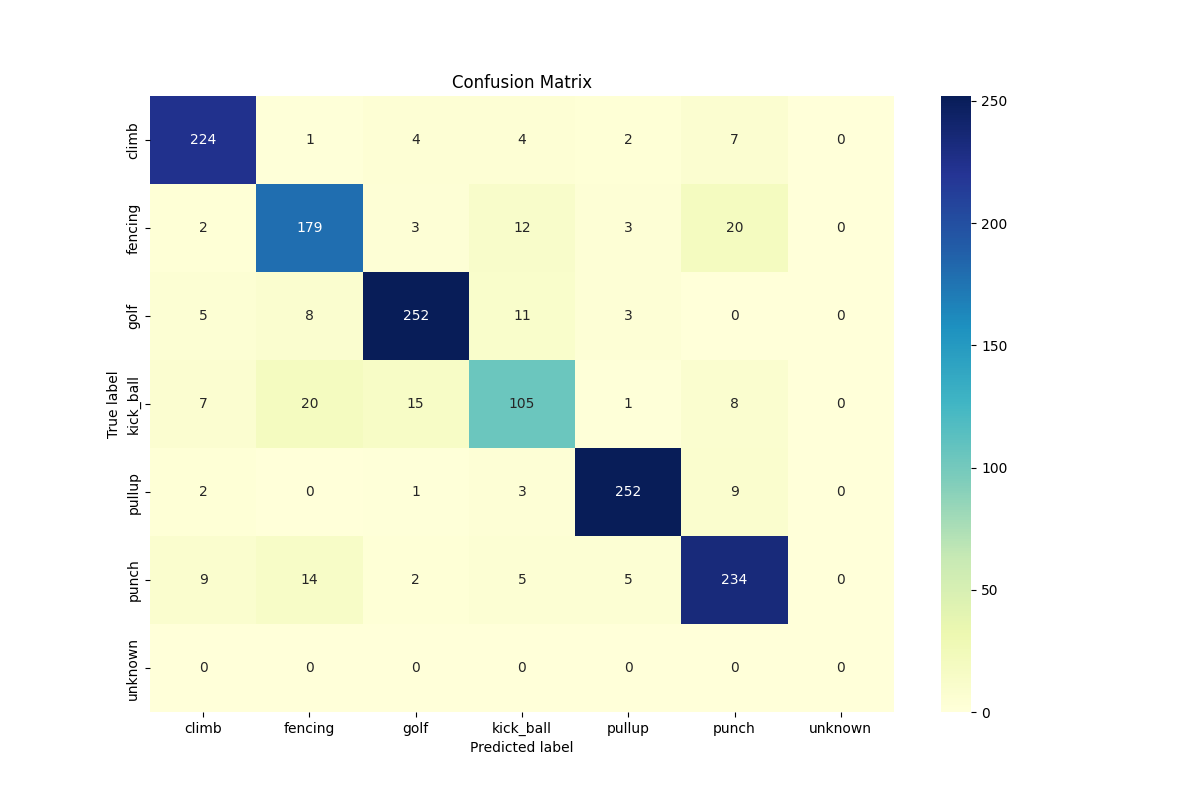 Confusion Matrix
climb 224 1 4 4 2 7 0
fencing 2 179 3 12 3 20 0
golf 5 8 252 11 3 0 0
kick_ball 7 20 15 105 1 8 0
pullup 2 0 1 3 252 9 0
punch 9 14 2 5 5 234 0
unknown 0 0 0 0 0 0 0
True label
climb fencing golf kick_ball pullup punch unknown
Predicted label
250
200
150
100
50
0